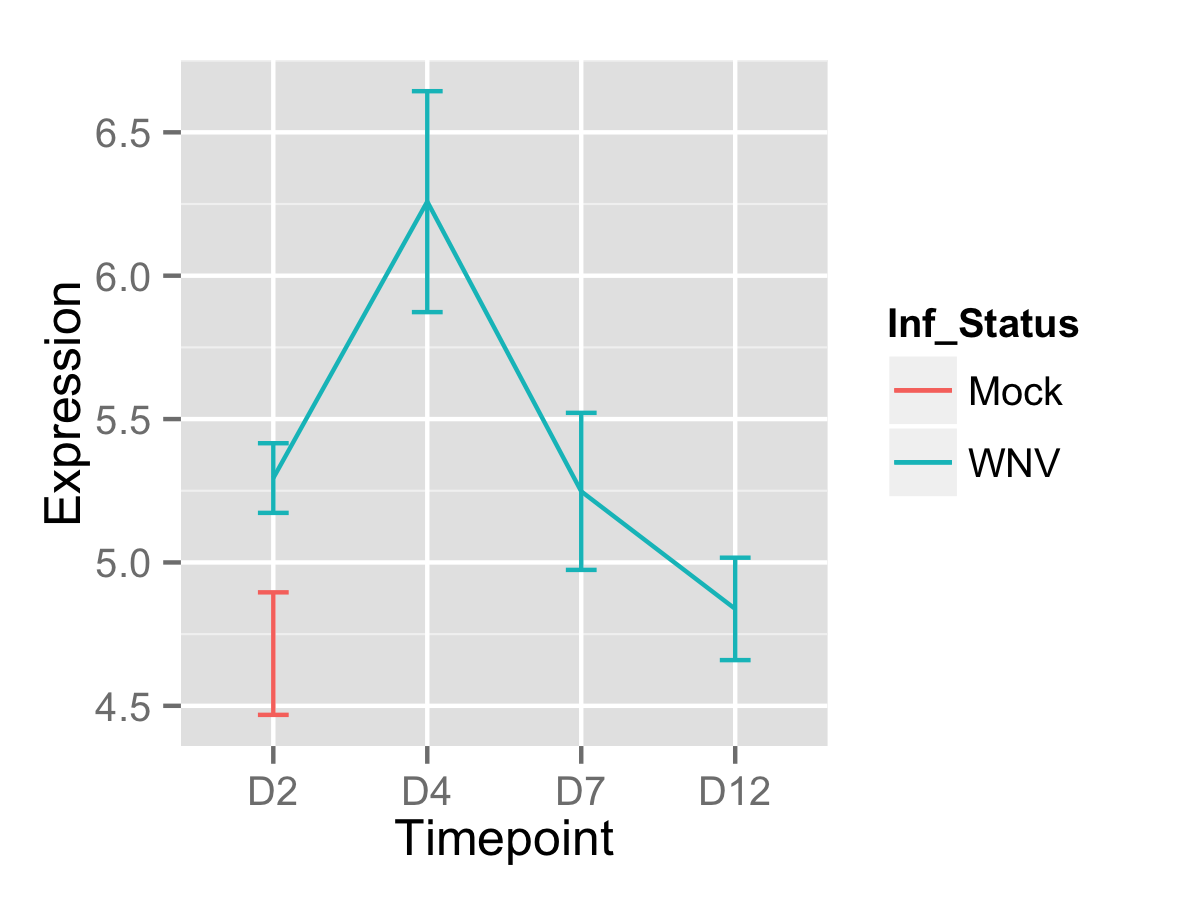 6.5
6.0
5.5
5.0
4.5
Expression
D2 D4 D7 D12
Timepoint
Inf_Status
Mock
WNV